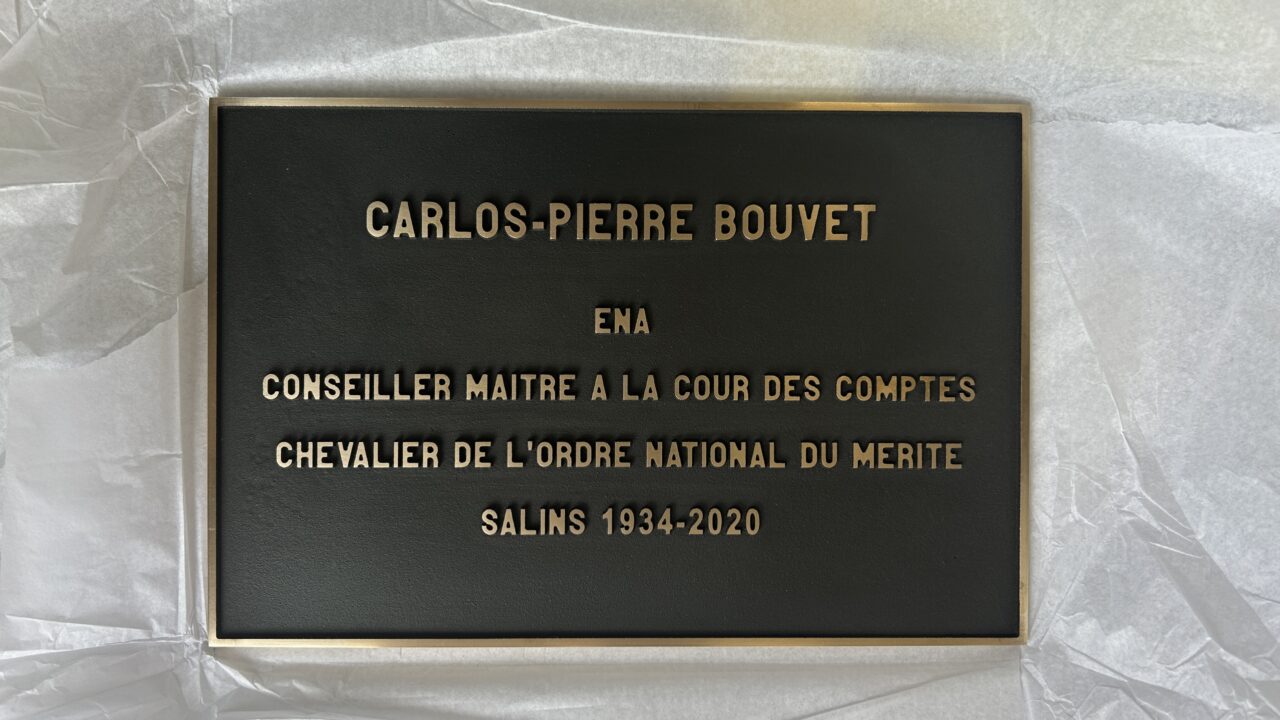 CARLOS-PIERRE BOUVET
ENA
CONSEILLER MAITRE A LA COUR DES COMPTES
CHEVALIER DE L'ORDRE NATIONAL DU MERITE
SALINS 1934-2020